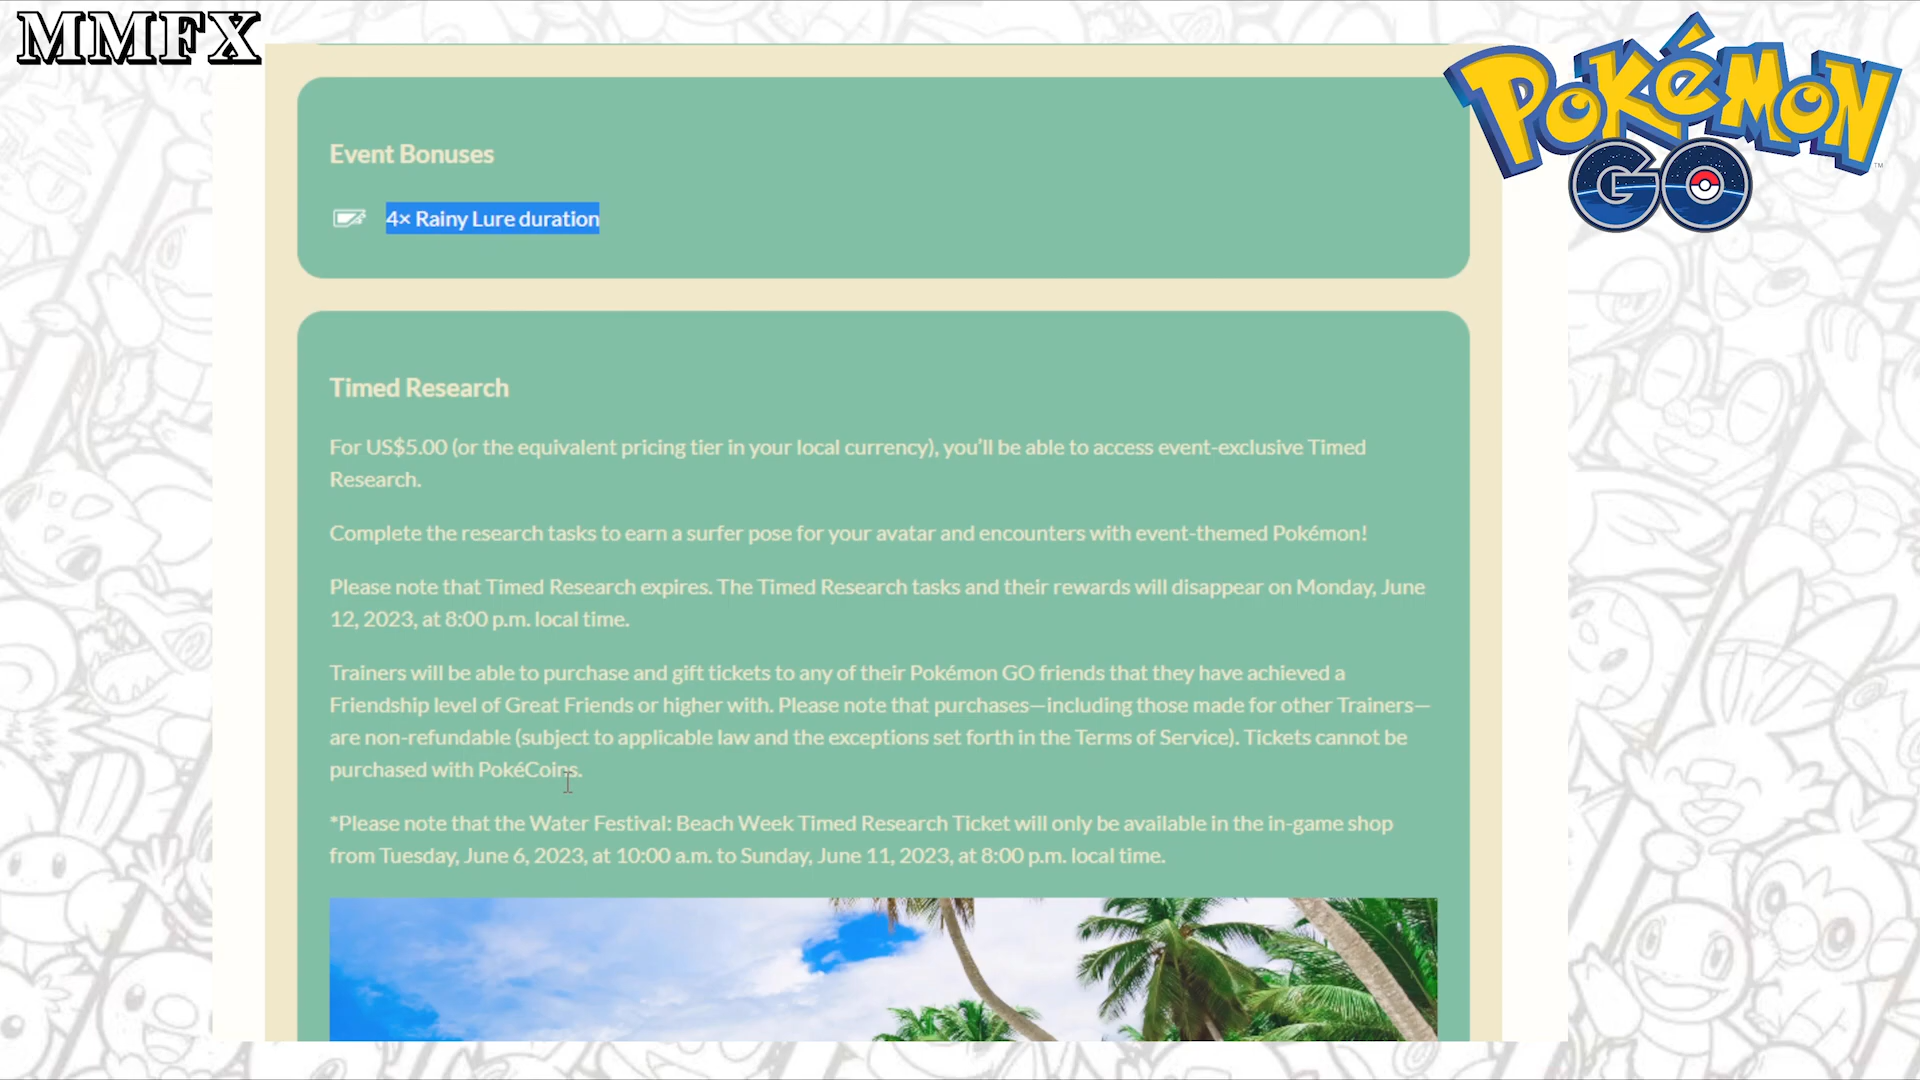 MMFX
POKéMON
GO
TM
Event Bonuses
4× Rainy Lure duration
Timed Research
For US$5.00 (or the equivalent pricing tier in your local currency), you’ll be able to access event-exclusive Timed
Research.
Complete the research tasks to earn a surfer pose for your avatar and encounters with event-themed Pokémon!
Please note that Timed Research expires. The Timed Research tasks and their rewards will disappear on Monday, June
12, 2023, at 8:00 p.m. local time.
Trainers will be able to purchase and gift tickets to any of their Pokémon GO friends that they have achieved a
Friendship level of Great Friends or higher with. Please note that purchases—including those made for other Trainers—
are non-refundable (subject to applicable law and the exceptions set forth in the Terms of Service). Tickets cannot be
purchased with PokéCoins.
*Please note that the Water Festival: Beach Week Timed Research Ticket will only be available in the in-game shop
from Tuesday, June 6, 2023, at 10:00 a.m. to Sunday, June 11, 2023, at 8:00 p.m. local time.